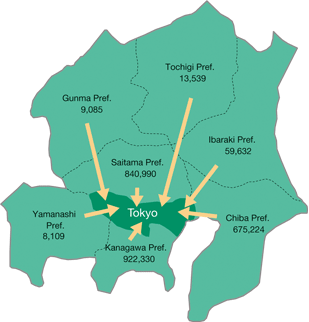 Tochigi Pref.
13,539
Gunma Pref.
9,085
Ibaraki Pref.
59,632
Saitama Pref.
840,990
Tokyo
Yamanashi
Pref.
8,109
Chiba Pref.
675,224
Kanagawa Pref.
922,330